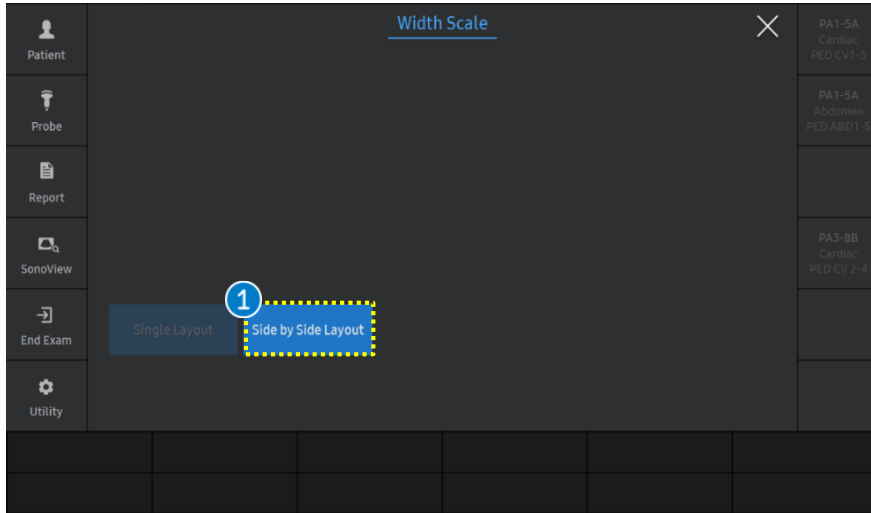 Width Scale
Patient
Probe
Report
SonoView
End Exam
Utility
1
Single Layout
Side by Side Layout
PA1-5A
Cardiac
PED CV1-5
PA1-5A
Abdomen
PED ABD1-5
PA3-8B
Cardiac
PED CV 2-4